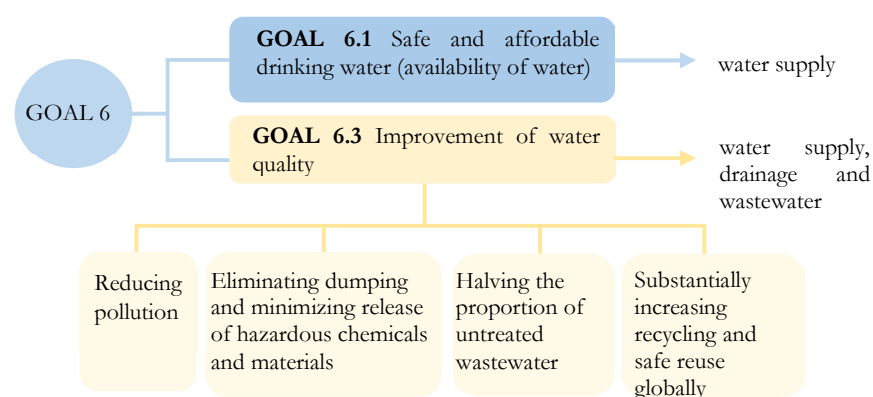 GOAL 6
GOAL 6.1 Safe and affordable
drinking water (availability of water)
water supply
GOAL 6.3 Improvement of water
quality
water supply,
drainage and
wastewater
Reducing
pollution
Eliminating dumping
and minimizing release
of hazardous chemicals
and materials
Halving the
proportion of
untreated
wastewater
Substantially
increasing
recycling and
safe reuse
globally